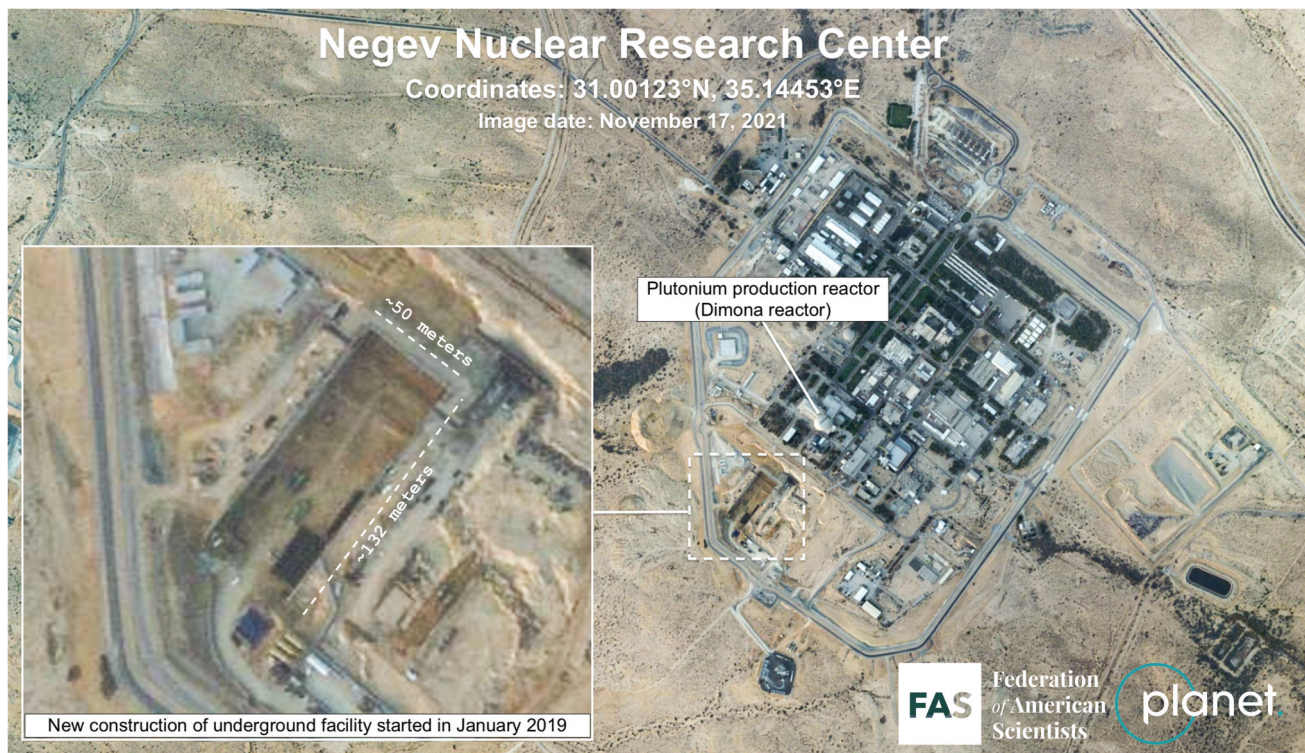 Negev Nuclear Research Center
Coordinates: 31.00123°N, 35.14453°E
Image date: November 17, 2021
Plutonium production reactor
(Dimona reactor)
~50 meters
~132 meters
New construction of underground facility started in January 2019
FAS
Federation
of American
Scientists
planet.